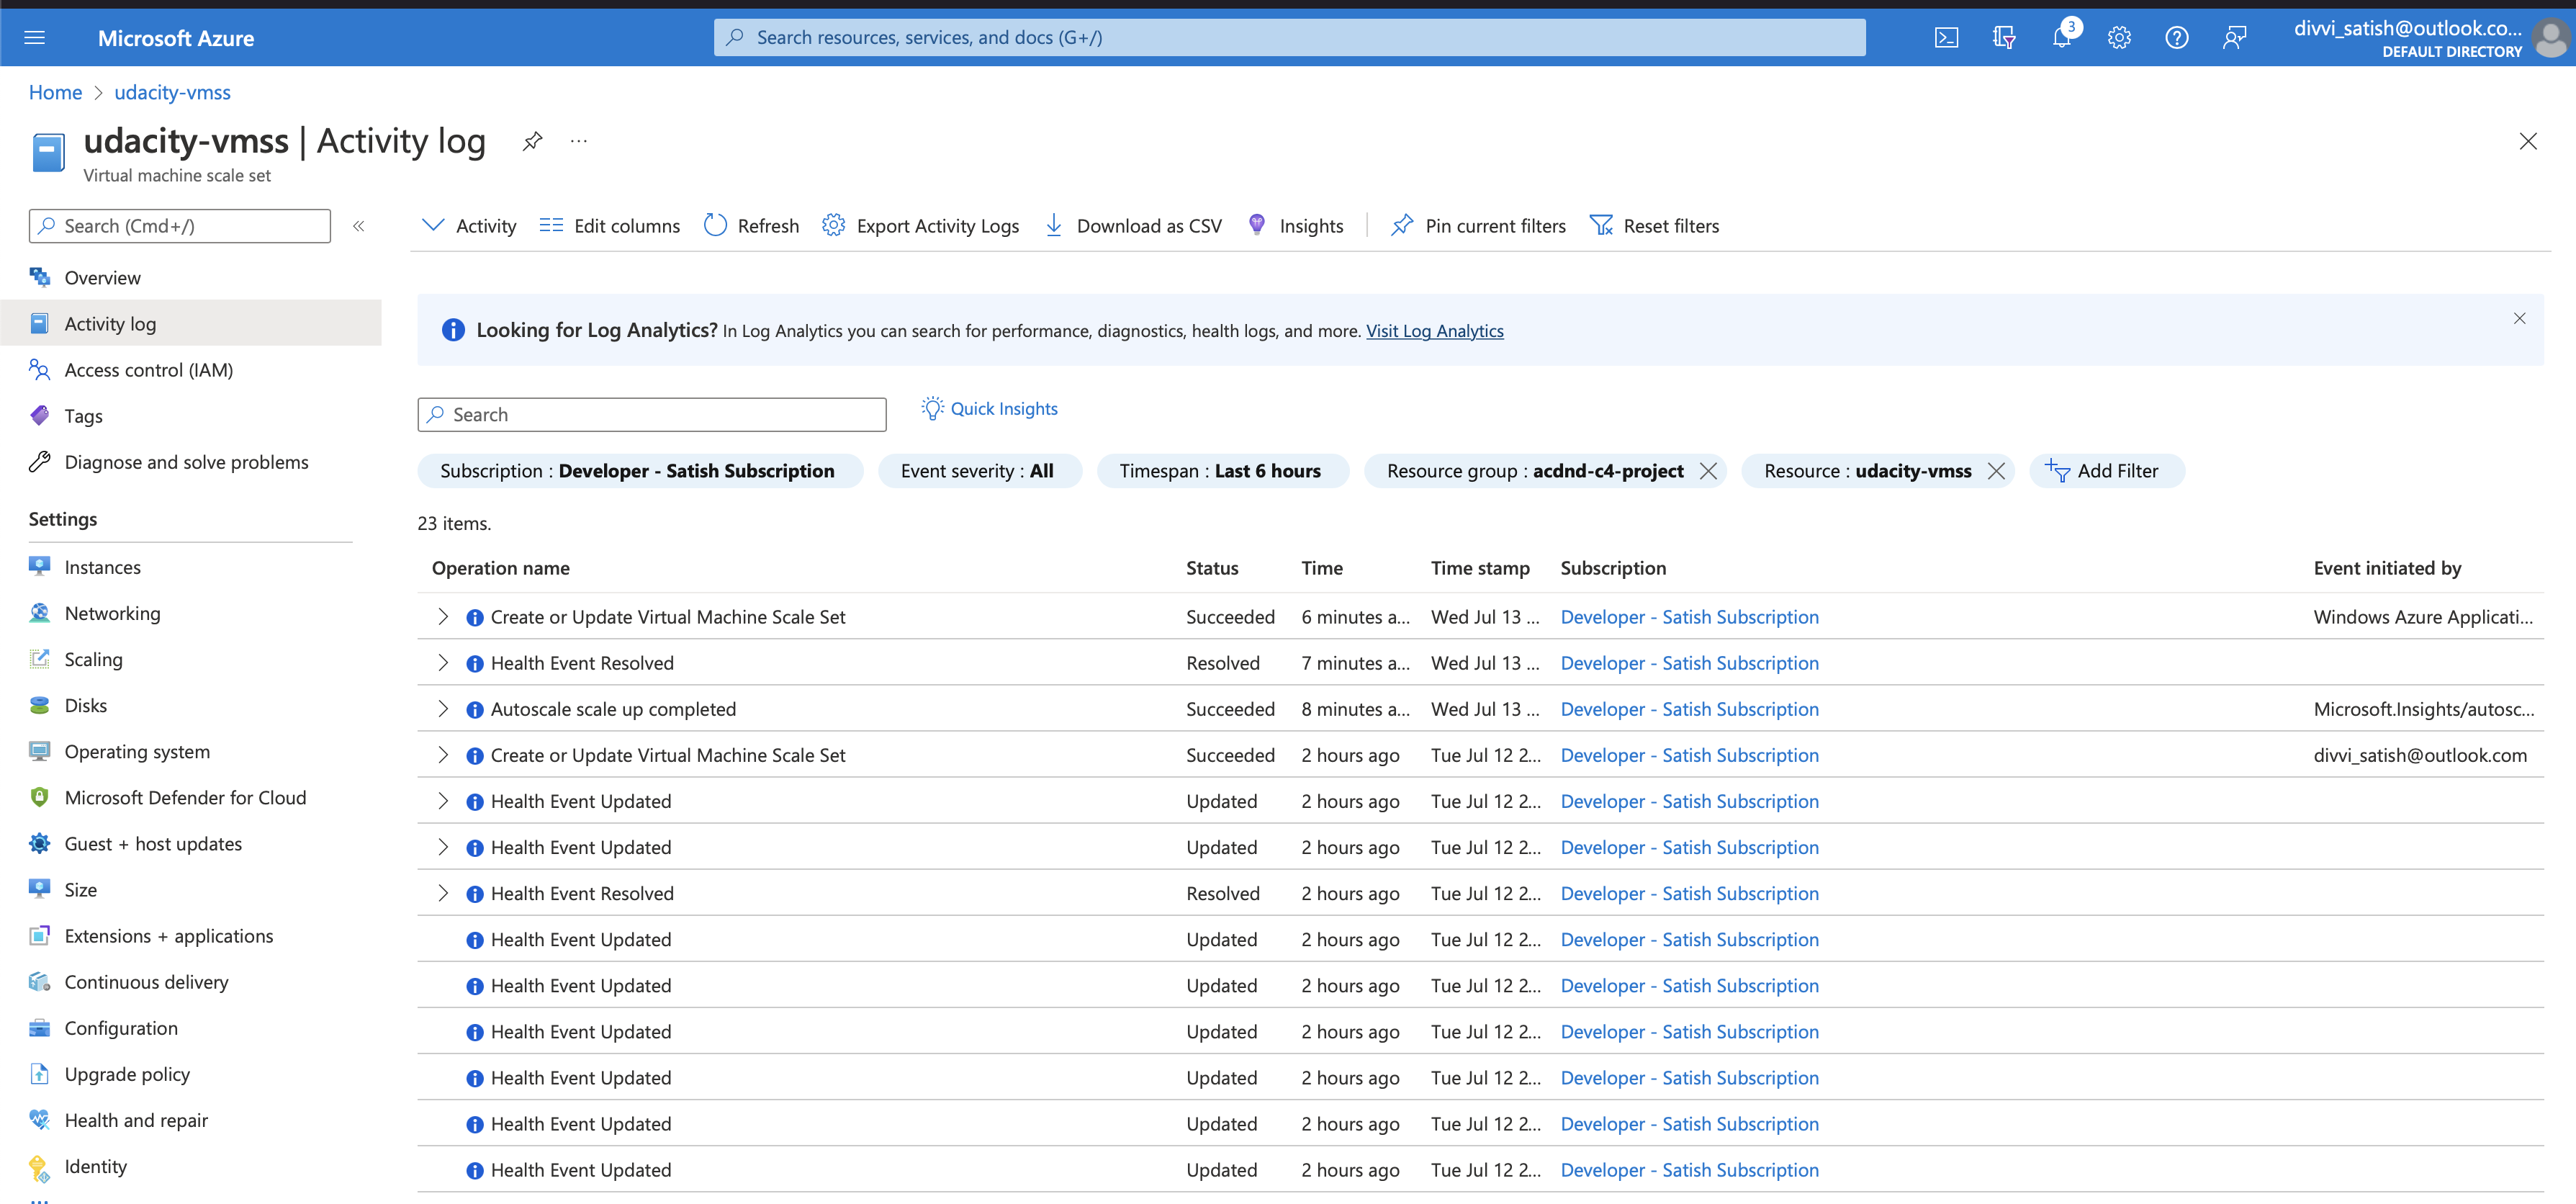 Microsoft Azure
Search resources, services, and docs (G+/)
3
divvi_satish@outlook.co...
DEFAULT DIRECTORY
Home > udacity-vmss
udacity-vmss | Activity log
...
Virtual machine scale set
Search (Cmd+/)
«
Activity
Edit columns
Refresh
Export Activity Logs
Download as CSV
Insights
Pin current filters
Reset filters
Overview
Activity log
Access control (IAM)
Tags
Diagnose and solve problems
Settings
Instances
Networking
Scaling
Disks
Operating system
Microsoft Defender for Cloud
Guest + host updates
Size
Extensions + applications
Continuous delivery
Configuration
Upgrade policy
Health and repair
Identity
Looking for Log Analytics? In Log Analytics you can search for performance, diagnostics, health logs, and more. Visit Log Analytics
Search
Quick Insights
Subscription : Developer - Satish Subscription
Event severity : All
Timespan : Last 6 hours
Resource group : acdnd-c4-project
Resource : udacity-vmss
Add Filter
23 items.
Operation name Status Time Time stamp Subscription Event initiated by
Create or Update Virtual Machine Scale Set Succeeded 6 minutes a... Wed Jul 13 ... Developer - Satish Subscription Windows Azure Applicati...
Health Event Resolved Resolved 7 minutes a... Wed Jul 13 ... Developer - Satish Subscription
Autoscale scale up completed Succeeded 8 minutes a... Wed Jul 13 ... Developer - Satish Subscription Microsoft.Insights/autosc...
Create or Update Virtual Machine Scale Set Succeeded 2 hours ago Tue Jul 12 2... Developer - Satish Subscription divvi_satish@outlook.com
Health Event Updated Updated 2 hours ago Tue Jul 12 2... Developer - Satish Subscription
Health Event Updated Updated 2 hours ago Tue Jul 12 2... Developer - Satish Subscription
Health Event Resolved Resolved 2 hours ago Tue Jul 12 2... Developer - Satish Subscription
Health Event Updated Updated 2 hours ago Tue Jul 12 2... Developer - Satish Subscription
Health Event Updated Updated 2 hours ago Tue Jul 12 2... Developer - Satish Subscription
Health Event Updated Updated 2 hours ago Tue Jul 12 2... Developer - Satish Subscription
Health Event Updated Updated 2 hours ago Tue Jul 12 2... Developer - Satish Subscription
Health Event Updated Updated 2 hours ago Tue Jul 12 2... Developer - Satish Subscription
Health Event Updated Updated 2 hours ago Tue Jul 12 2... Developer - Satish Subscription